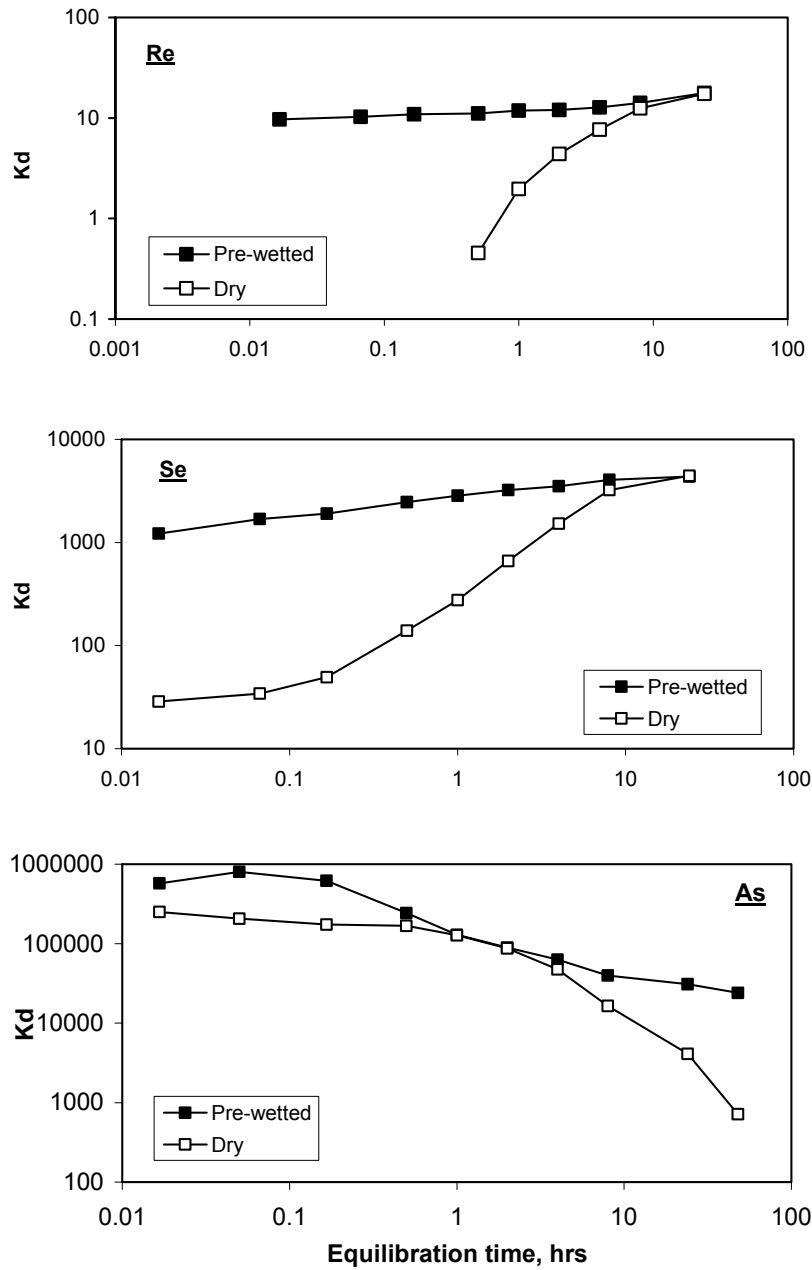 100
Re
10
Kd
1
Pre-wetted
Dry
0.1
0.001 0.01 0.1 1 10 100
10000
Se
1000
Kd
100
Pre-wetted
Dry
10
0.01 0.1 1 10 100
1000000
As
100000
Kd
10000
1000
Pre-wetted
Dry
100
0.01 0.1 1 10 100
Equilibration time, hrs